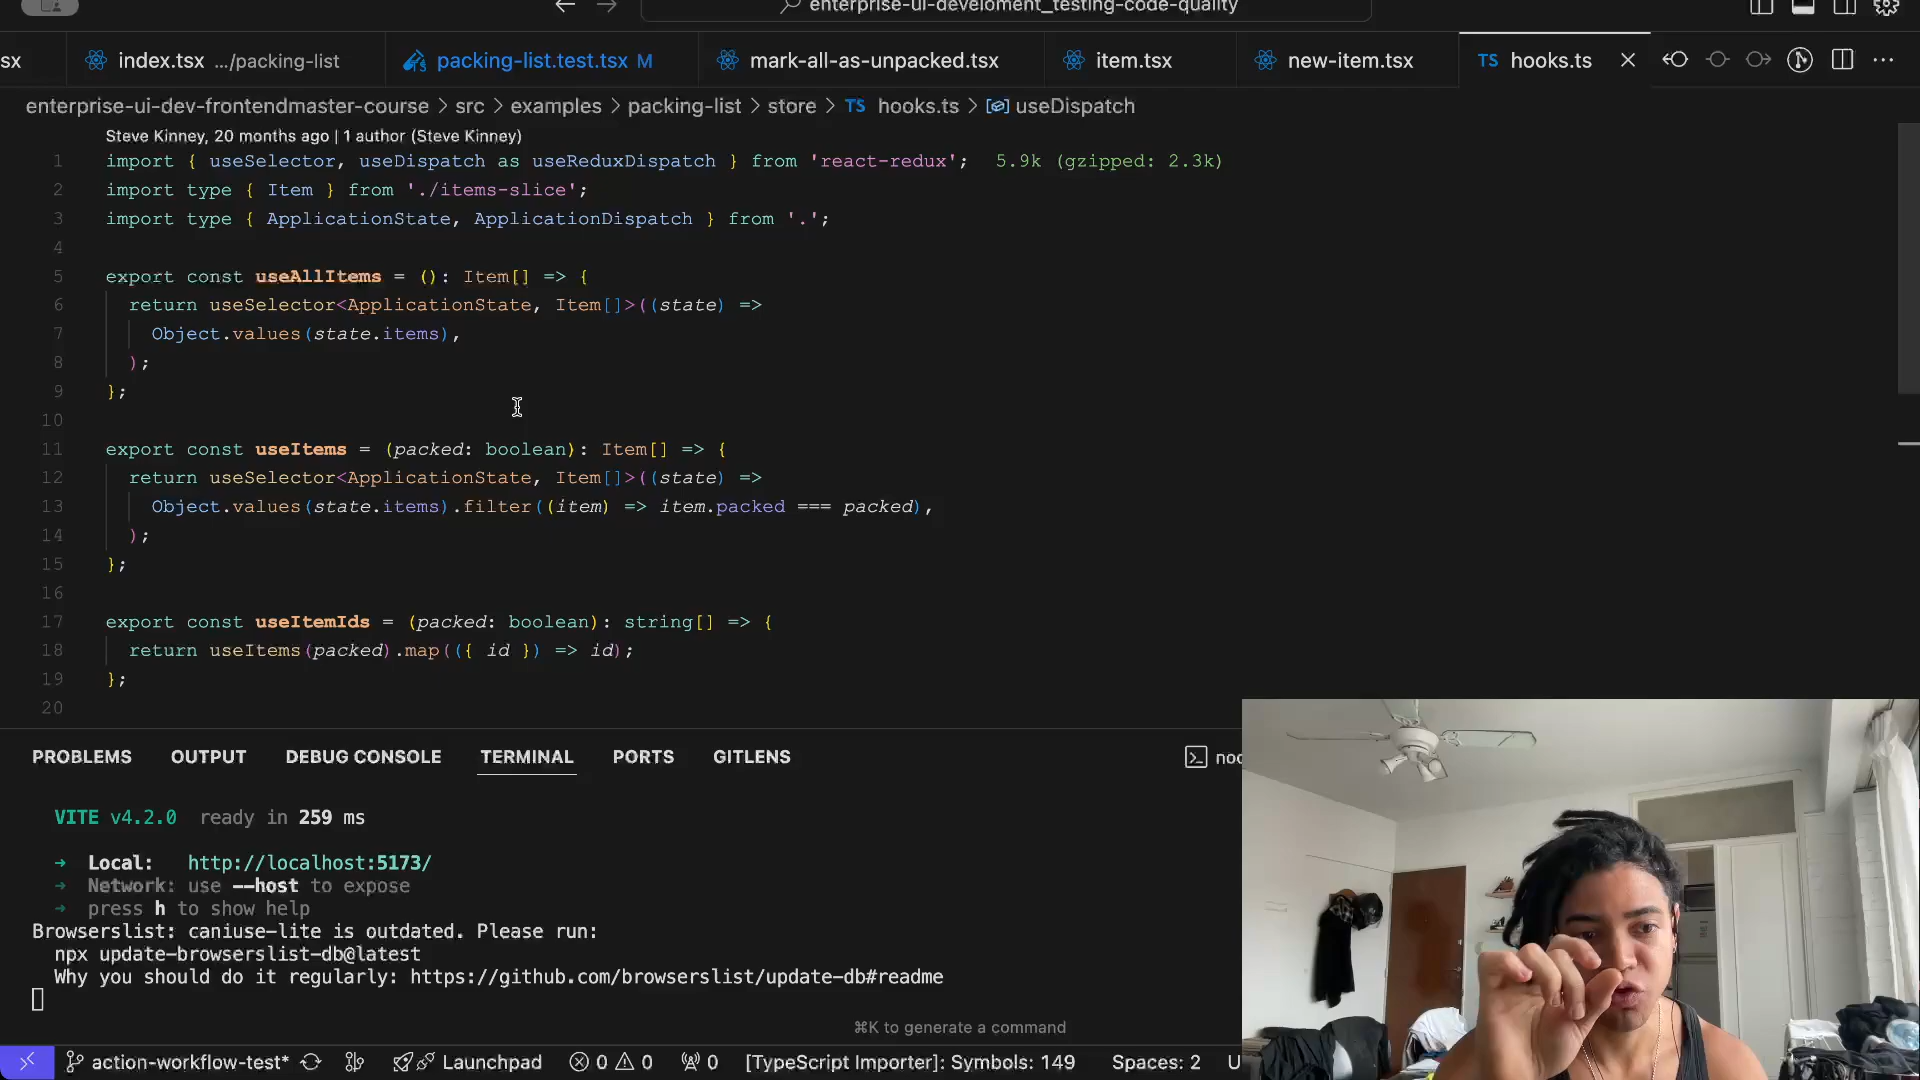 enterprise-ui-develoment_testing-code-quality
sx
index.tsx .../packing-list
packing-list.test.tsx M
mark-all-as-unpacked.tsx
item.tsx
new-item.tsx
TS hooks.ts
enterprise-ui-dev-frontendmaster-course > src > examples > packing-list > store > TS hooks.ts > useDispatch
Steve Kinney, 20 months ago | 1 author (Steve Kinney)
1 import { useSelector, useDispatch as useReduxDispatch } from 'react-redux'; 5.9k (gzipped: 2.3k)
2 import type { Item } from './items-slice';
3 import type { ApplicationState, ApplicationDispatch } from '.';
4
5 export const useAllItems = (): Item[] => {
6 return useSelector<ApplicationState, Item[]>((state) =>
7 Object.values(state.items),
8 );
9 };
10
11 export const useItems = (packed: boolean): Item[] => {
12 return useSelector<ApplicationState, Item[]>((state) =>
13 Object.values(state.items).filter((item) => item.packed === packed),
14 );
15 };
16
17 export const useItemIds = (packed: boolean): string[] => {
18 return useItems(packed).map(({ id }) => id);
19 };
20
PROBLEMS OUTPUT DEBUG CONSOLE TERMINAL PORTS GITLENS
VITE v4.2.0 ready in 259 ms
➜ Local: http://localhost:5173/
➜ Network: use --host to expose
➜ press h to show help
Browserslist: caniuse-lite is outdated. Please run:
npx update-browserslist-db@latest
Why you should do it regularly: https://github.com/browserslist/update-db#readme
⌘K to generate a command
action-workflow-test* Launchpad 0 0 0 [TypeScript Importer]: Symbols: 149 Spaces: 2 U